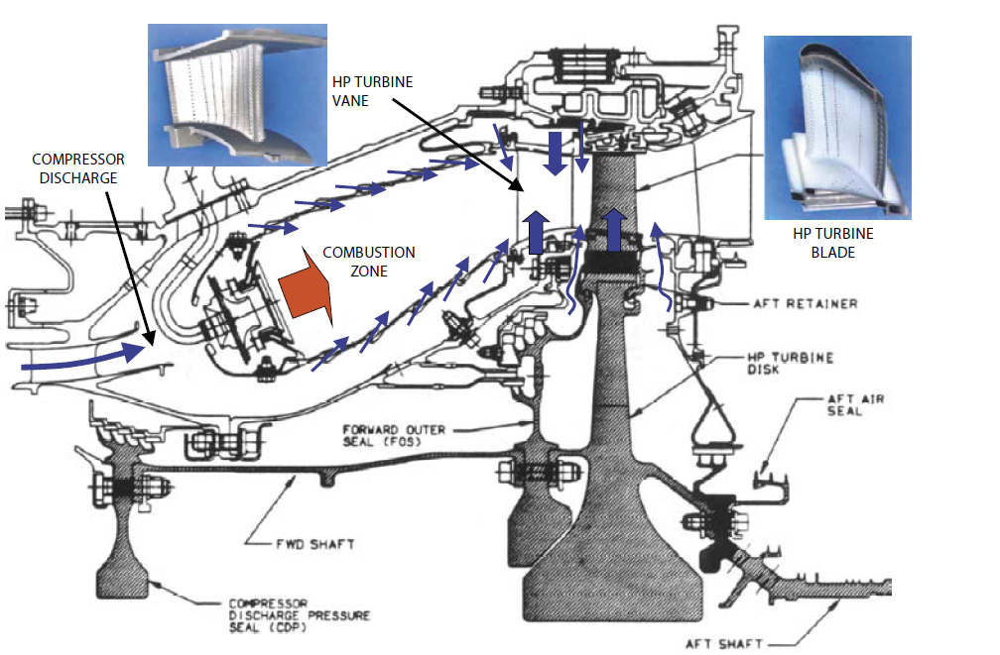 HP TURBINE
VANE
COMPRESSOR
DISCHARGE
COMBUSTION
ZONE
HP TURBINE
BLADE
AFT RETAINER
HP TURBINE
DISK
AFT AIR
SEAL
FORWARD OUTER
SEAL (FOS)
FWD SHAFT
COMPRESSOR
DISCHARGE PRESSURE
SEAL (CDP)
AFT SHAFT